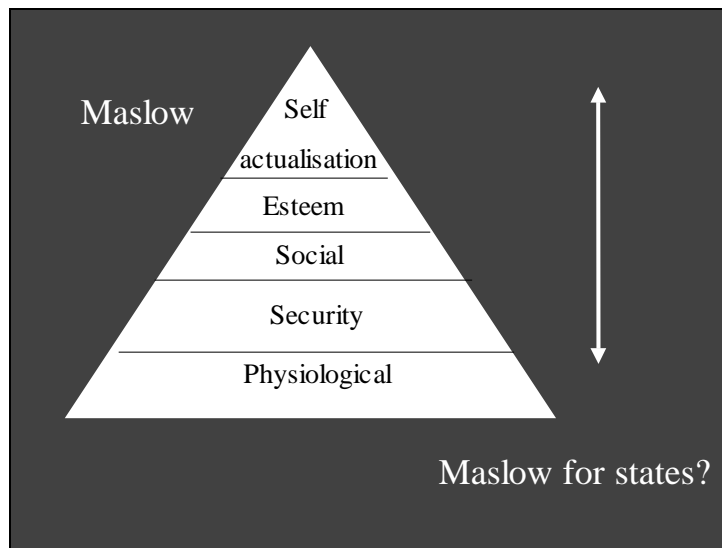 Maslow
Self
actualisation
Esteem
Social
Security
Physiological
Maslow for states?